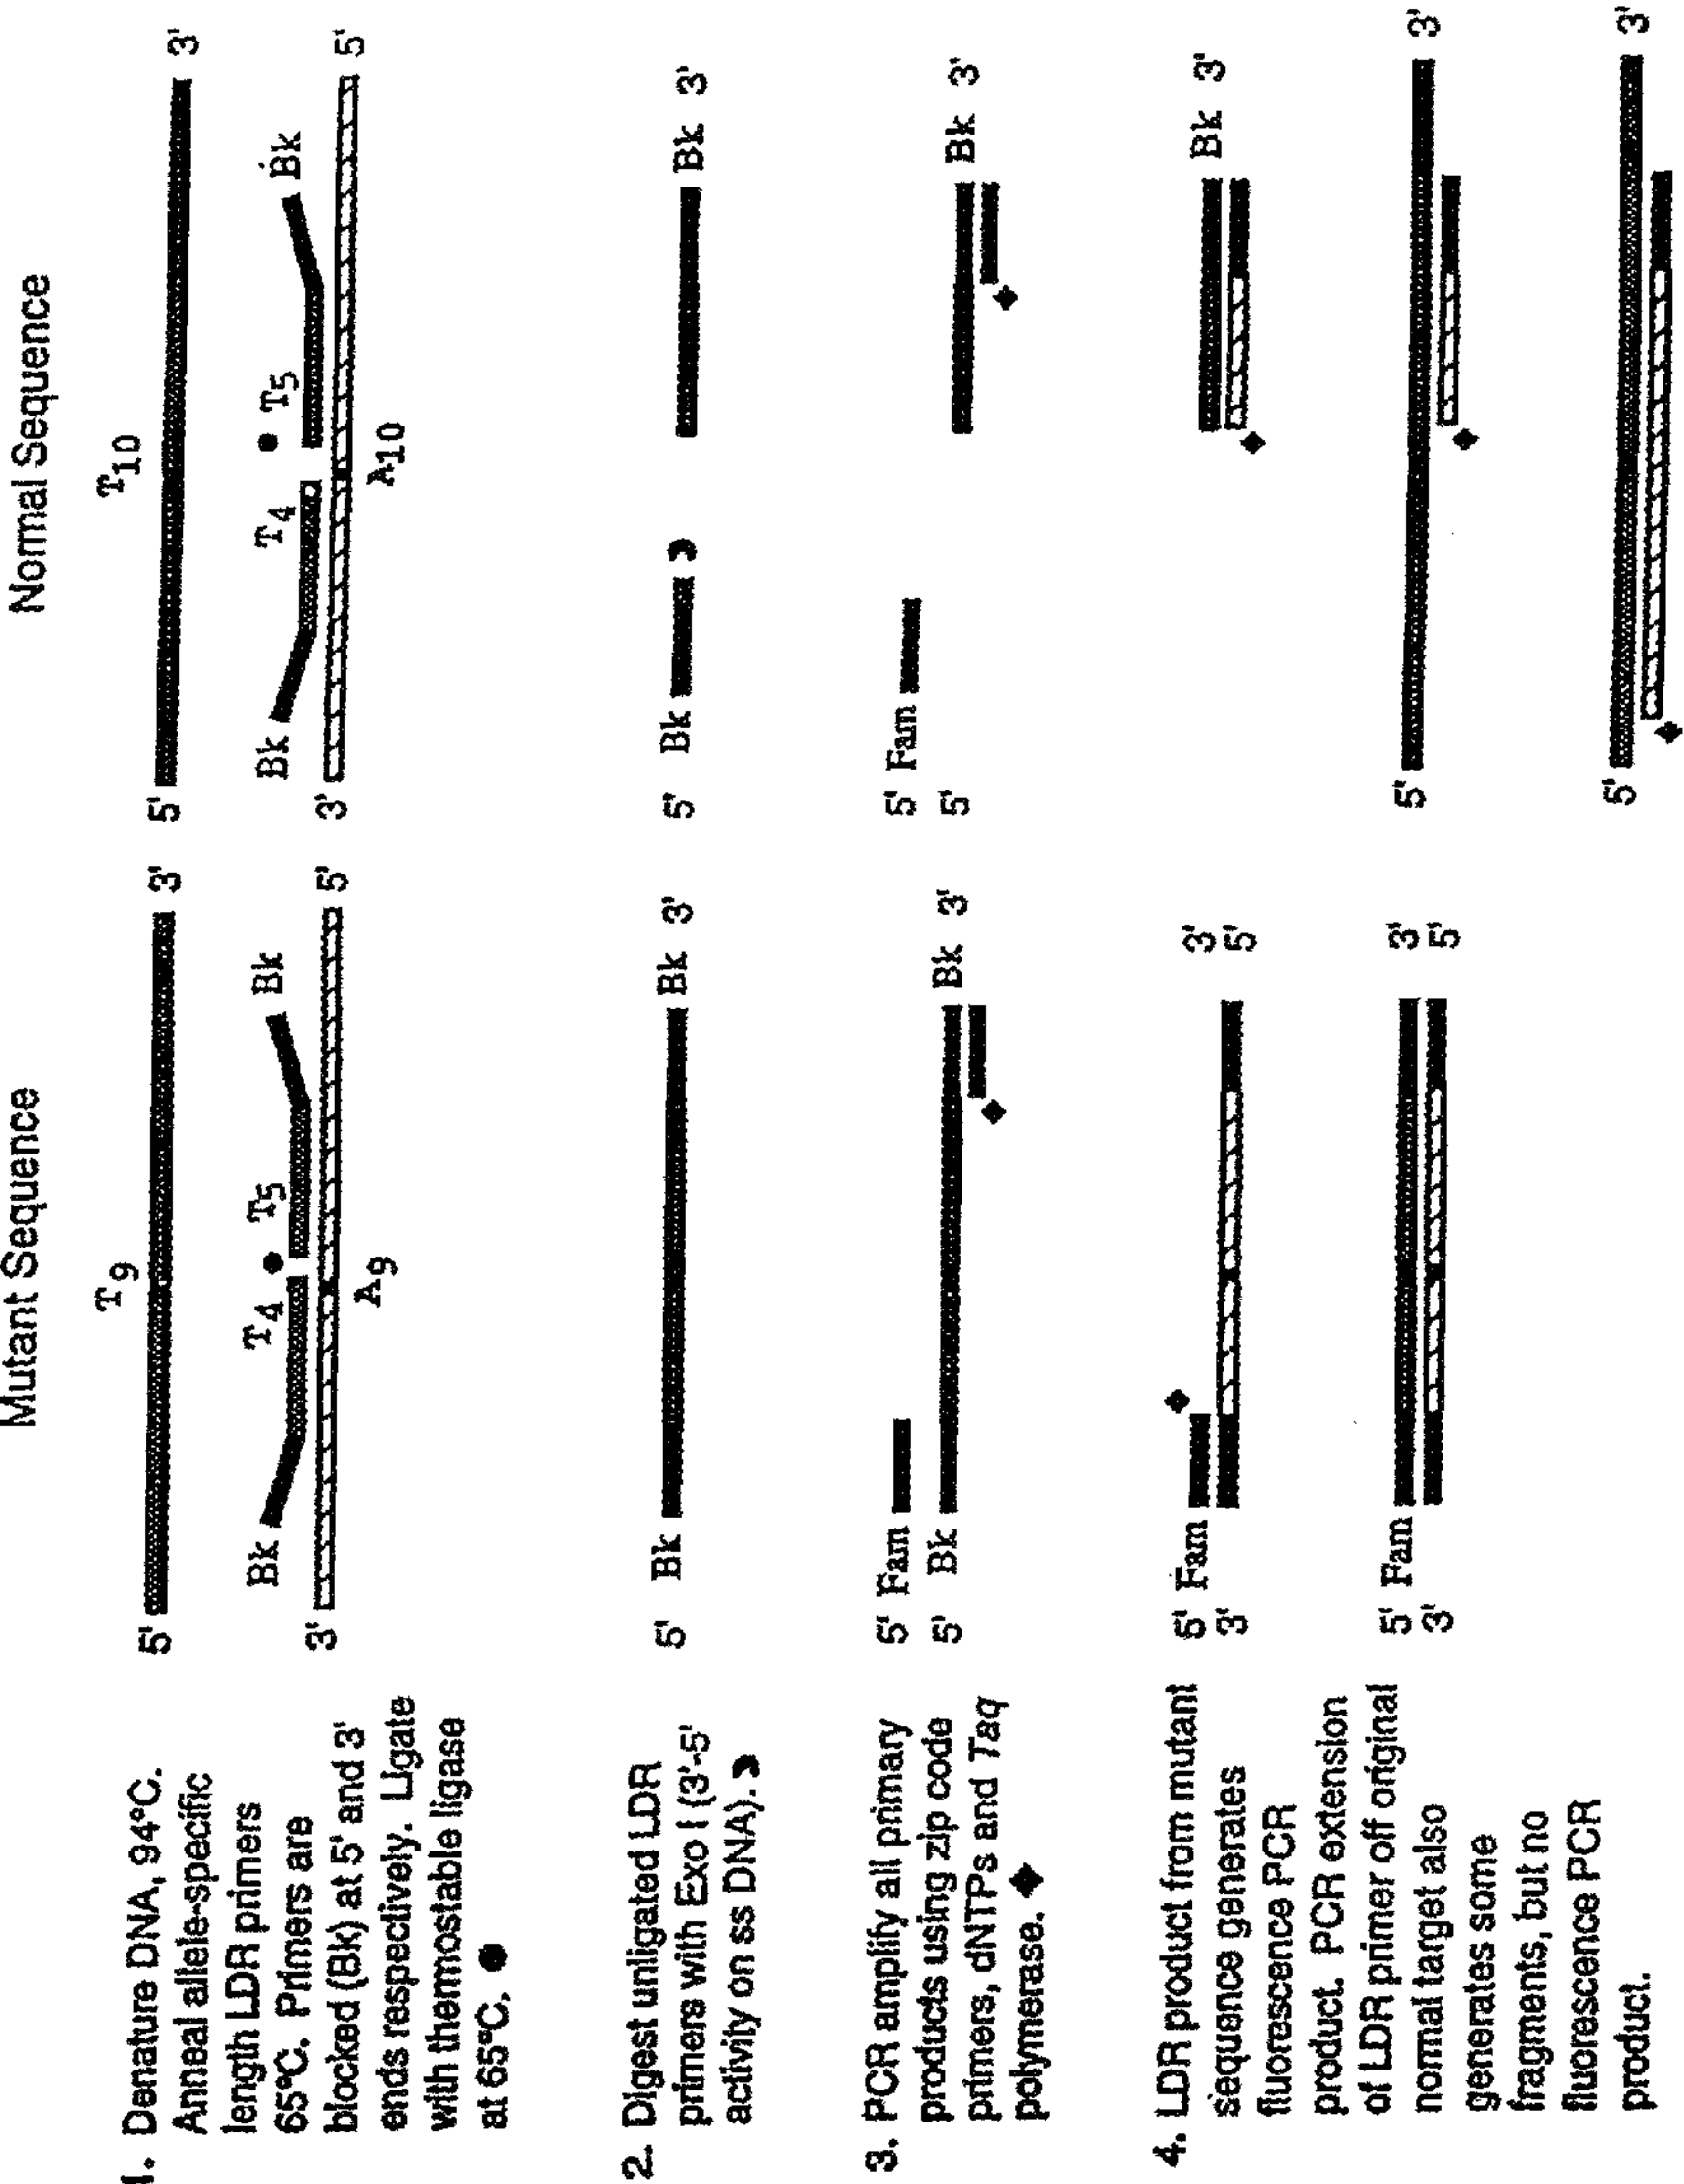 Mutant Sequence
Normal Sequence
1. Denature DNA, 94°C.
Anneal allele-specific
length LDR primers
65°C. Primers are
blocked (Bk) at 5' and 3'
ends respectively. Ligate
with thermostable ligase
at 65°C.
5' T9 3'
Bk T4 T5 Bk
3' A9 5'
5' T10 3'
Bk T4 T5 Bk
3' A10 5'
2. Digest unligated LDR
primers with Exo I (3'-5'
activity on ss DNA).
5' Bk Bk 3'
5' Bk Bk 3'
3. PCR amplify all primary
products using zip code
primers, dNTPs and Taq
polymerase.
5' Fam
5' Bk Bk 3'
5' Fam
5' Bk 3'
4. LDR product from mutant
sequence generates
fluorescence PCR
product. PCR extension
of LDR primer off original
normal target also
generates some
fragments, but no
fluorescence PCR
product.
5' Fam 3'
3' 5'
5' Fam 3'
3' 5'
Bk 3'
5' 3'
5' 3'